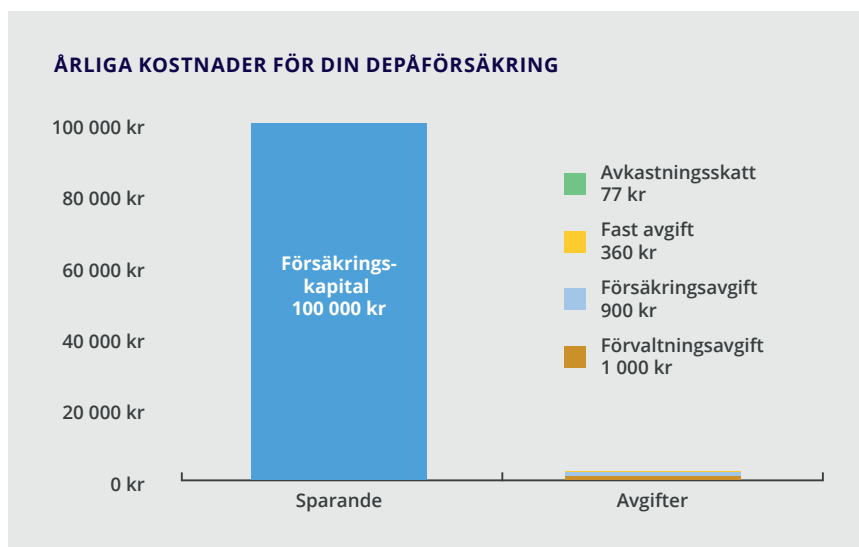 ÅRLIGA KOSTNADER FÖR DIN DEPÅFÖRSÄKRING
100 000 kr
80 000 kr
60 000 kr
40 000 kr
20 000 kr
0 kr
Försäkrings-
kapital
100 000 kr
Avkastningsskatt
77 kr
Fast avgift
360 kr
Försäkringsavgift
900 kr
Förvaltningsavgift
1 000 kr
Sparande
Avgifter